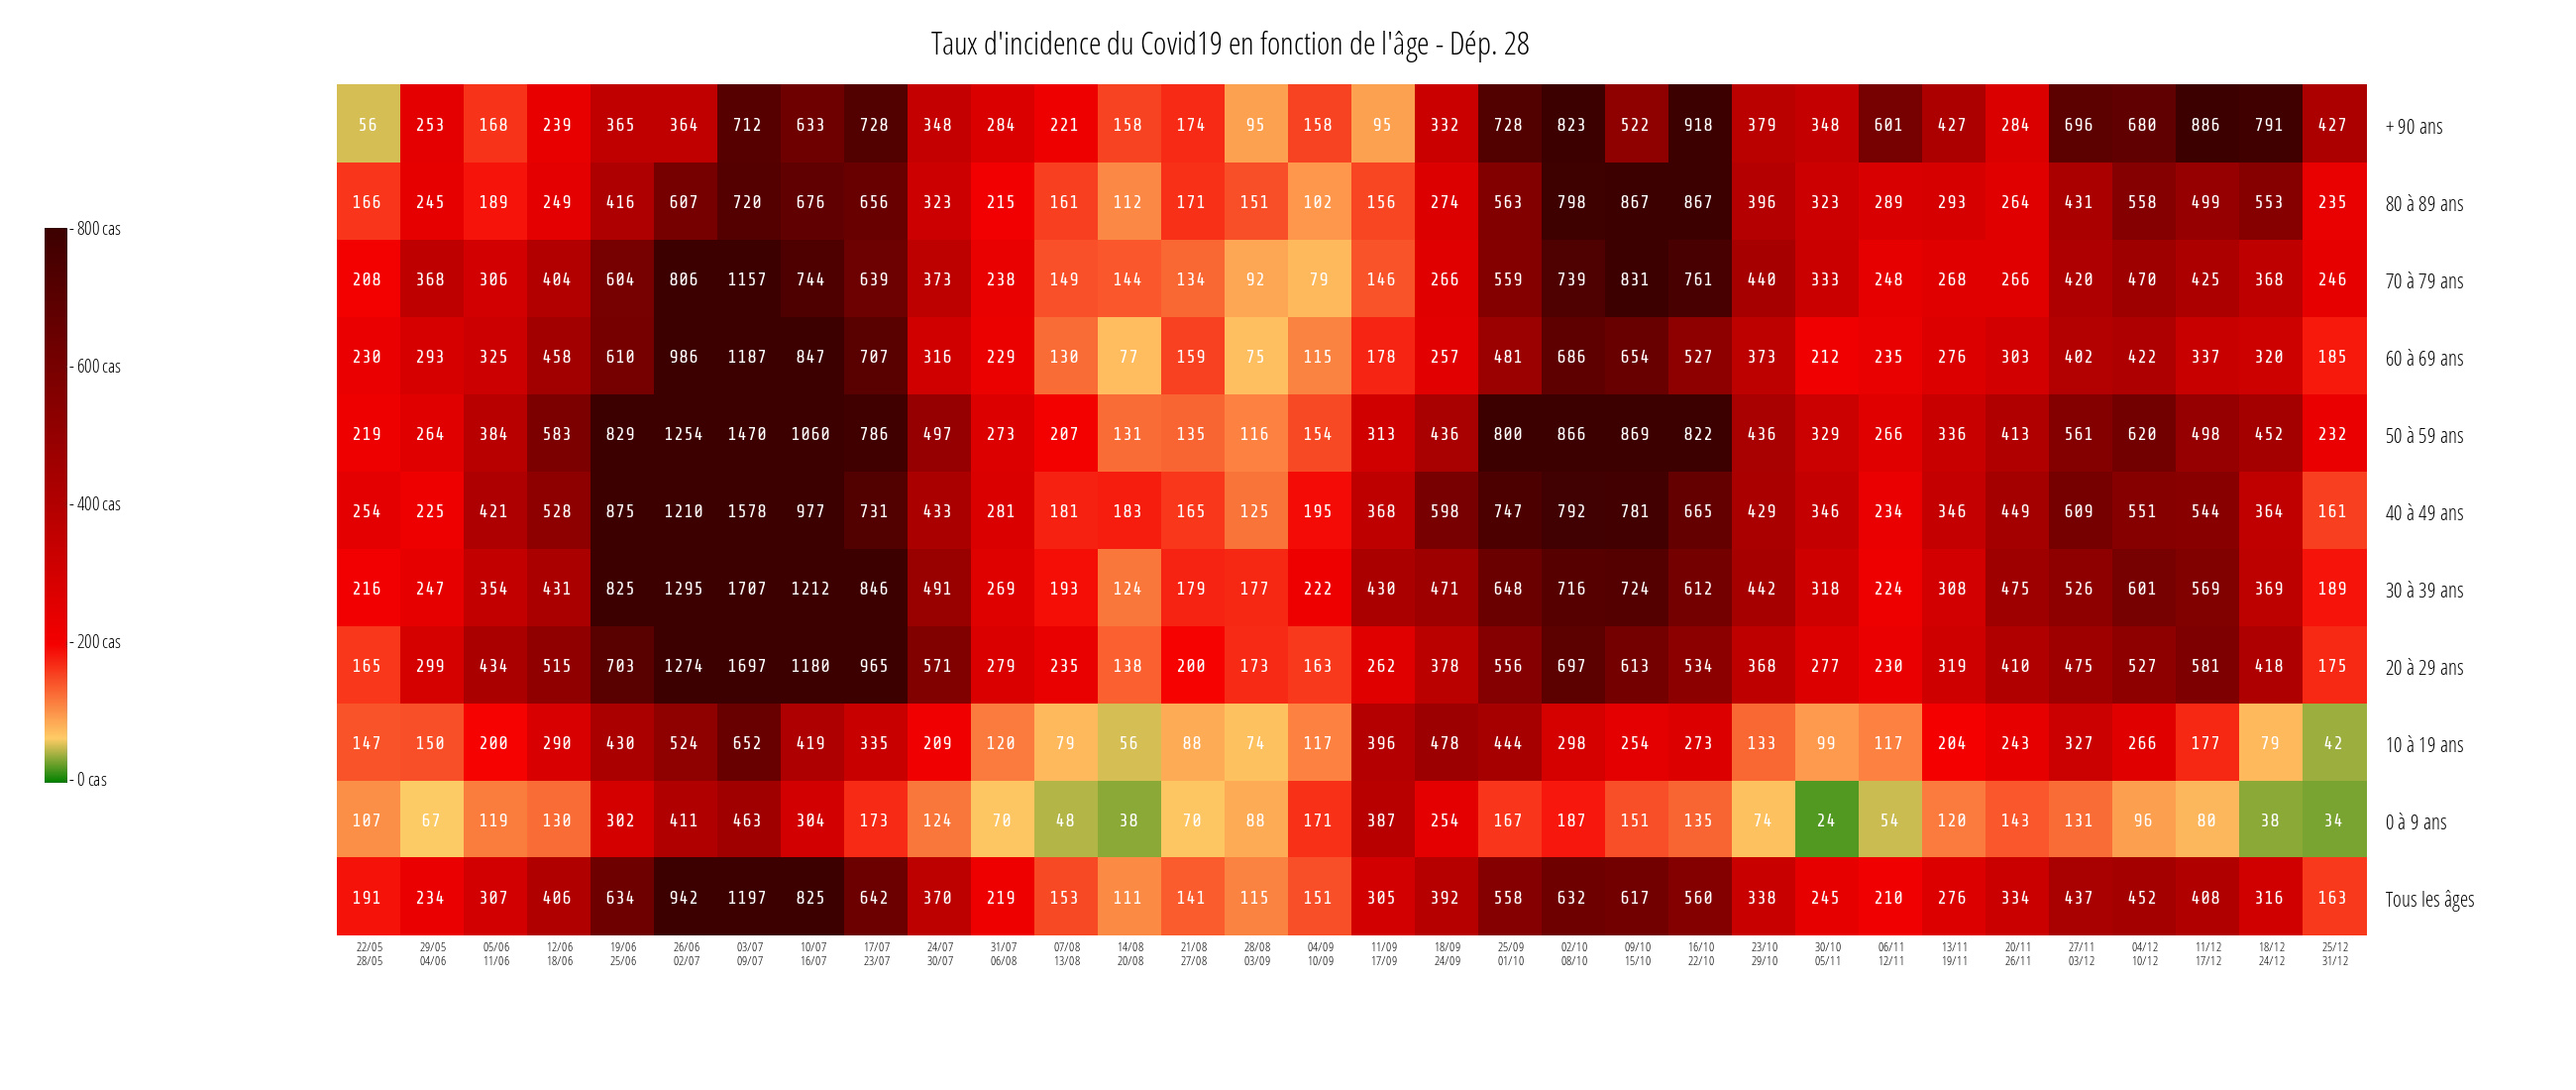 Taux d'incidence du Covid19 en fonction de l'âge - Dép. 28
- 800 cas
- 600 cas
- 400 cas
- 200 cas
- 0 cas
56 253 168 239 365 364 712 633 728 348 284 221 158 174 95 158 95 332 728 823 522 918 379 348 601 427 284 696 680 886 791 427 + 90 ans
166 245 189 249 416 607 720 676 656 323 215 161 112 171 151 102 156 274 563 798 867 867 396 323 289 293 264 431 558 499 553 235 80 à 89 ans
208 368 306 404 604 806 1157 744 639 373 238 149 144 134 92 79 146 266 559 739 831 761 440 333 248 268 266 420 470 425 368 246 70 à 79 ans
230 293 325 458 610 986 1187 847 707 316 229 130 77 159 75 115 178 257 481 686 654 527 373 212 235 276 303 402 422 337 320 185 60 à 69 ans
219 264 384 583 829 1254 1470 1060 786 497 273 207 131 135 116 154 313 436 800 866 869 822 436 329 266 336 413 561 620 498 452 232 50 à 59 ans
254 225 421 528 875 1210 1578 977 731 433 281 181 183 165 125 195 368 598 747 792 781 665 429 346 234 346 449 609 551 544 364 161 40 à 49 ans
216 247 354 431 825 1295 1707 1212 846 491 269 193 124 179 177 222 430 471 648 716 724 612 442 318 224 308 475 526 601 569 369 189 30 à 39 ans
165 299 434 515 703 1274 1697 1180 965 571 279 235 138 200 173 163 262 378 556 697 613 534 368 277 230 319 410 475 527 581 418 175 20 à 29 ans
147 150 200 290 430 524 652 419 335 209 120 79 56 88 74 117 396 478 444 298 254 273 133 99 117 204 243 327 266 177 79 42 10 à 19 ans
107 67 119 130 302 411 463 304 173 124 70 48 38 70 88 171 387 254 167 187 151 135 74 24 54 120 143 131 96 80 38 34 0 à 9 ans
191 234 307 406 634 942 1197 825 642 370 219 153 111 141 115 151 305 392 558 632 617 560 338 245 210 276 334 437 452 408 316 163 Tous les âges
22/05 29/05 05/06 12/06 19/06 26/06 03/07 10/07 17/07 24/07 31/07 07/08 14/08 21/08 28/08 04/09 11/09 18/09 25/09 02/10 09/10 16/10 23/10 30/10 06/11 13/11 20/11 27/11 04/12 11/12 18/12 25/12
28/05 04/06 11/06 18/06 25/06 02/07 09/07 16/07 23/07 30/07 06/08 13/08 20/08 27/08 03/09 10/09 17/09 24/09 01/10 08/10 15/10 22/10 29/10 05/11 12/11 19/11 26/11 03/12 10/12 17/12 24/12 31/12